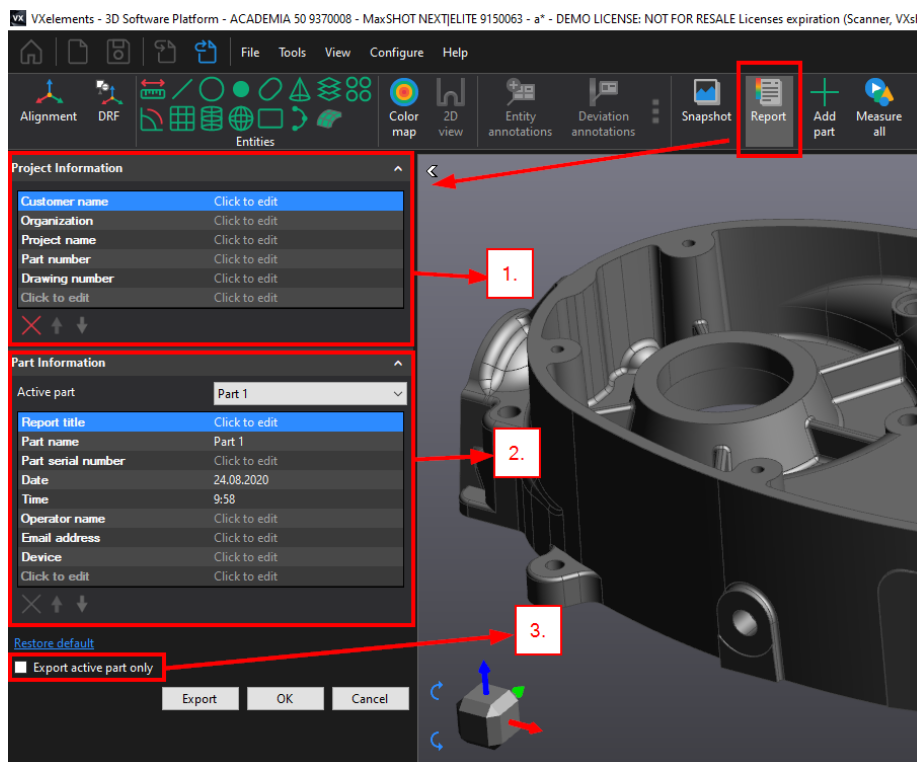 VX VXelements - 3D Software Platform - ACADEMIA 50 9370008 - MaxSHOT NEXT|ELITE 9150063 - a* - DEMO LICENSE: NOT FOR RESALE Licenses expiration (Scanner, VXsl
File Tools View Configure Help
Alignment DRF
Entities
Color map
2D view
Entity annotations
Deviation annotations
Snapshot
Report
Add part
Measure all
Project Information
Customer name Click to edit
Organization Click to edit
Project name Click to edit
Part number Click to edit
Drawing number Click to edit
Click to edit
1.
Part Information
Active part Part 1
Report title Click to edit
Part name Part 1
Part serial number Click to edit
Date 24.08.2020
Time 9:58
Operator name Click to edit
Email address Click to edit
Device Click to edit
Click to edit Click to edit
2.
Restore default
3.
Export active part only
Export OK Cancel